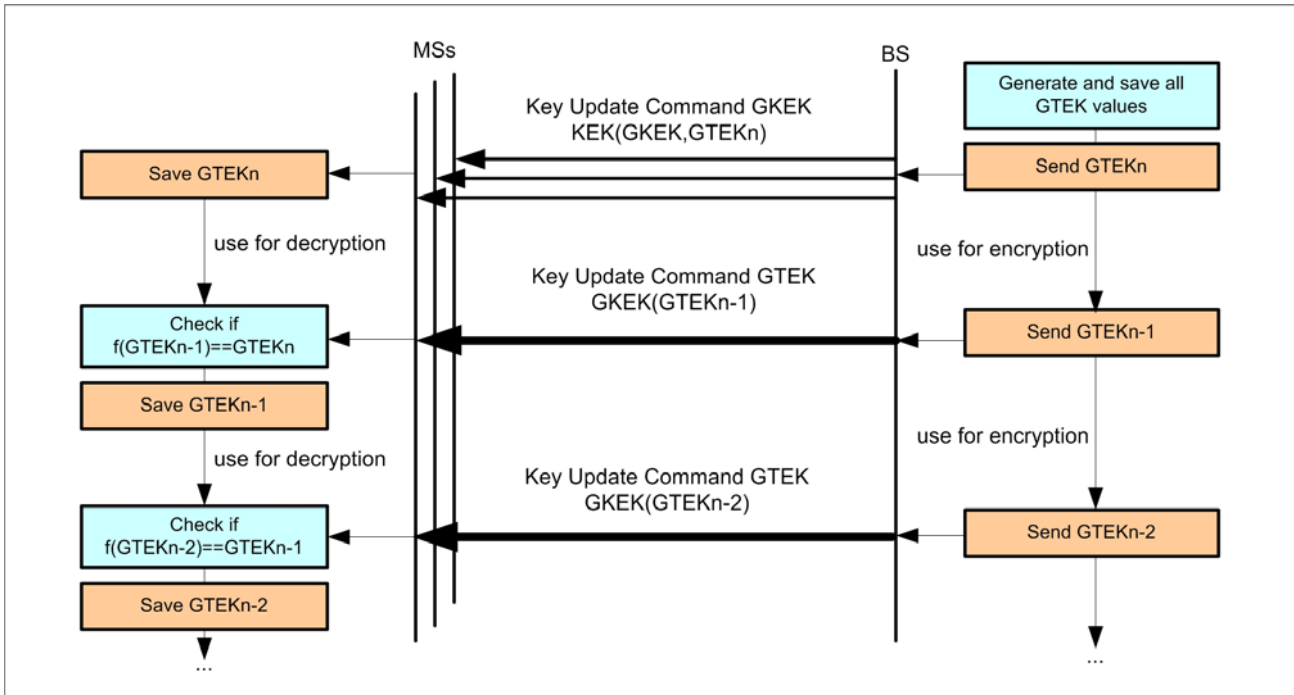 MSs
BS
Generate and save all
GTEK values
Key Update Command GKEK
KEK(GKEK,GTEKn)
Save GTEKn
Send GTEKn
use for decryption
use for encryption
Key Update Command GTEK
GKEK(GTEKn-1)
Check if
f(GTEKn-1)==GTEKn
Send GTEKn-1
Save GTEKn-1
use for decryption
use for encryption
Key Update Command GTEK
GKEK(GTEKn-2)
Check if
f(GTEKn-2)==GTEKn-1
Send GTEKn-2
Save GTEKn-2
...
...